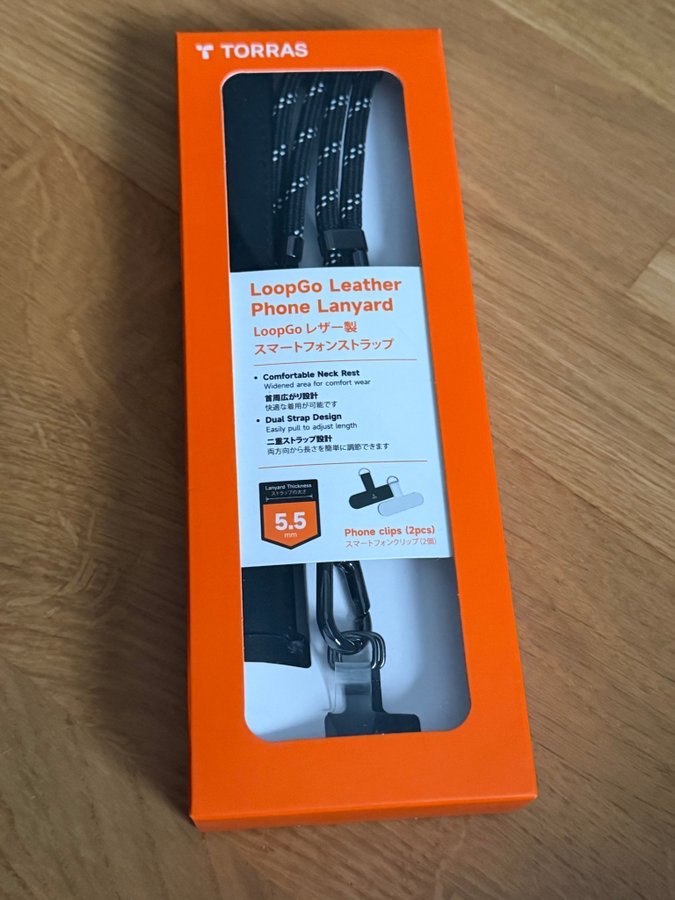 TORRAS
LoopGo Leather
Phone Lanyard
LoopGo レザー製
スマートフォンストラップ
• Comfortable Neck Rest
Widened area for comfort wear
首周広がり設計
快適な着用が可能です
• Dual Strap Design
Easily pull to adjust length
二重ストラップ設計
両方向から長さを簡単に調節できます
Lanyard Thickness
ストラップの太さ
5.5
mm
Phone clips (2pcs)
スマートフォンクリップ(2個)